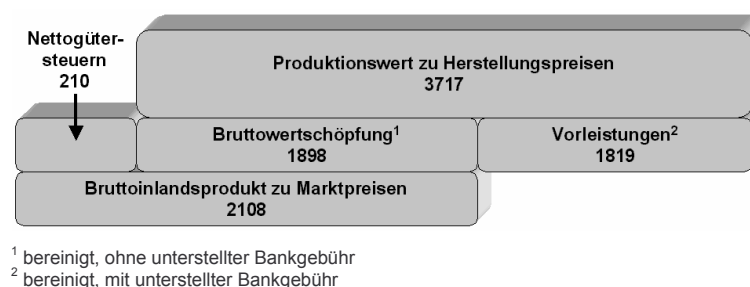 Nettogüter-
steuern
210
Produktionswert zu Herstellungspreisen
3717
Bruttowertschöpfung¹
1898
Vorleistungen²
1819
Bruttoinlandsprodukt zu Marktpreisen
2108
¹ bereinigt, ohne unterstellter Bankgebühr
² bereinigt, mit unterstellter Bankgebühr